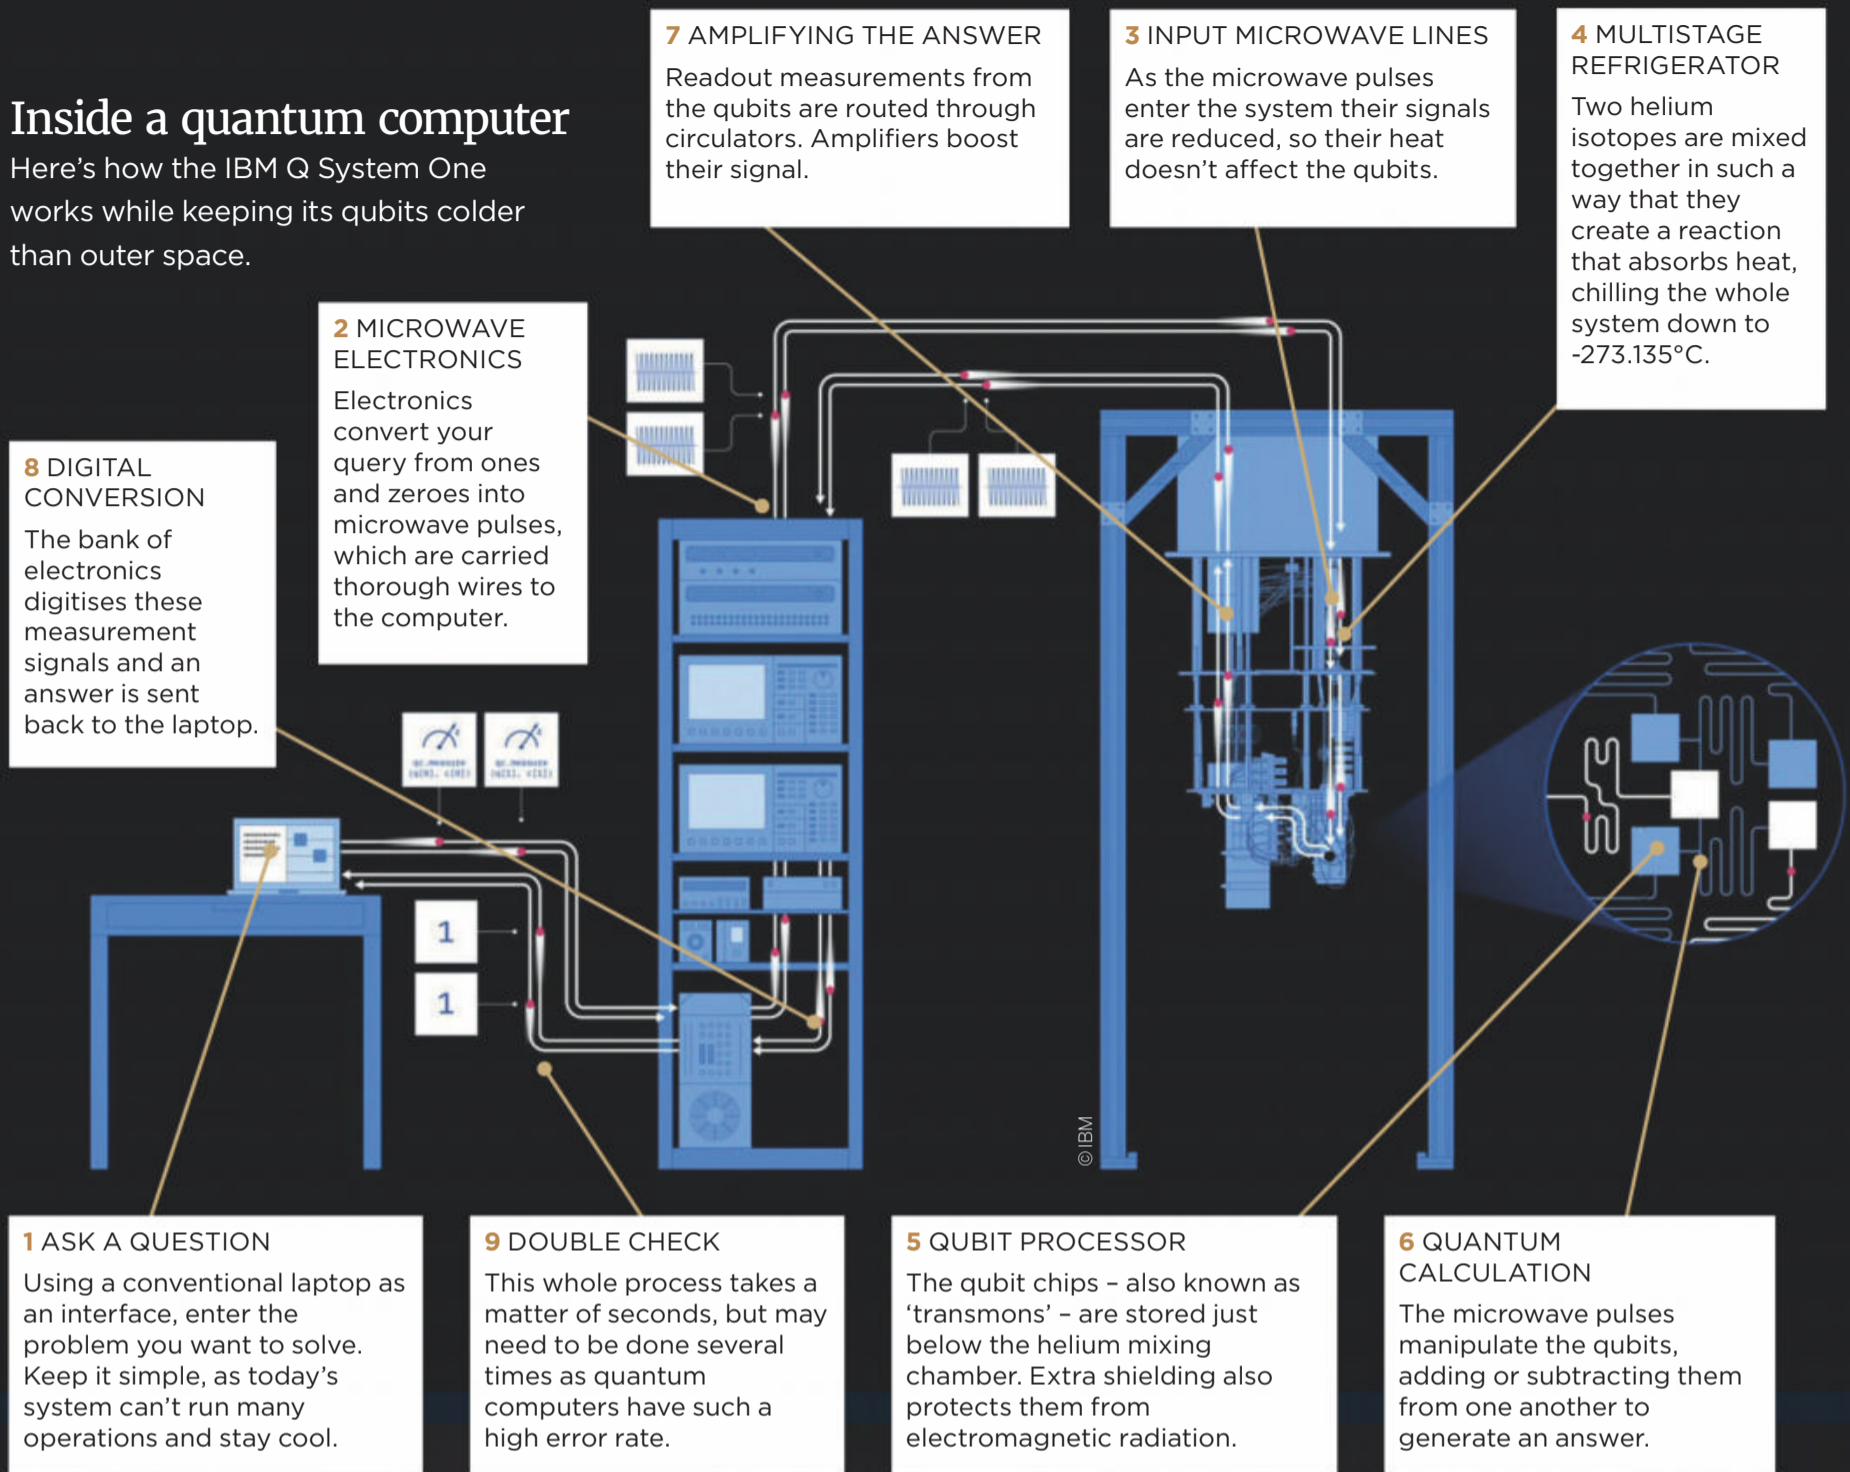 Inside a quantum computer
Here's how the IBM Q System One
works while keeping its qubits colder
than outer space.
7 AMPLIFYING THE ANSWER
Readout measurements from
the qubits are routed through
circulators. Amplifiers boost
their signal.
3 INPUT MICROWAVE LINES
As the microwave pulses
enter the system their signals
are reduced, so their heat
doesn't affect the qubits.
4 MULTISTAGE
REFRIGERATOR
Two helium
isotopes are mixed
together in such a
way that they
create a reaction
that absorbs heat,
chilling the whole
system down to
-273.135°C.
2 MICROWAVE
ELECTRONICS
Electronics
convert your
query from ones
and zeroes into
microwave pulses,
which are carried
thorough wires to
the computer.
8 DIGITAL
CONVERSION
The bank of
electronics
digitises these
measurement
signals and an
answer is sent
back to the laptop.
1
1
© IBM
1 ASK A QUESTION
Using a conventional laptop as
an interface, enter the
problem you want to solve.
Keep it simple, as today's
system can't run many
operations and stay cool.
9 DOUBLE CHECK
This whole process takes a
matter of seconds, but may
need to be done several
times as quantum
computers have such a
high error rate.
5 QUBIT PROCESSOR
The qubit chips – also known as
‘transmons’ – are stored just
below the helium mixing
chamber. Extra shielding also
protects them from
electromagnetic radiation.
6 QUANTUM
CALCULATION
The microwave pulses
manipulate the qubits,
adding or subtracting them
from one another to
generate an answer.